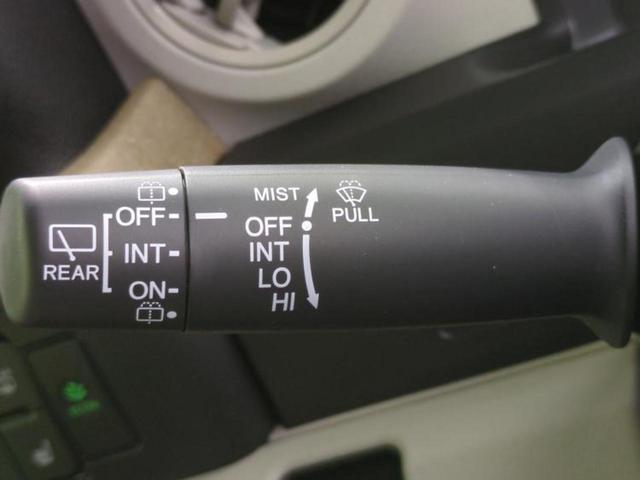 MIST
OFF
INT
LO
HI
PULL
REAR
OFF
INT
ON